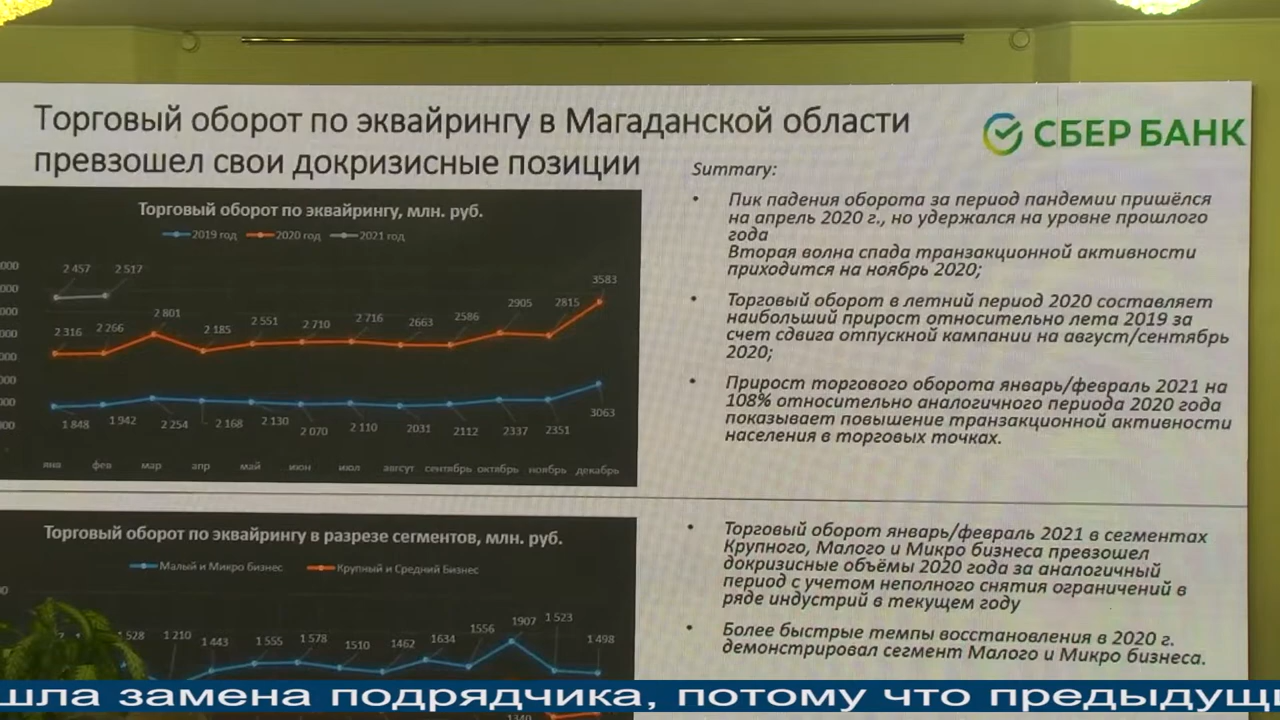 Торговый оборот по эквайрингу в Магаданской области
превзошел свои докризисные позиции
СБЕР БАНК
Summary:
Торговый оборот по эквайрингу, млн. руб.
2019 год 2020 год 2021 год
2 457 2 517
2 316 2 266 2 801 2 185 2 551 2 710 2 716 2663 2586 2905 2815 3583
1 848 1 942 2 254 2 168 2 130 2 070 2 110 2031 2112 2337 2351 3063
янв фев мар апр май июн июл август сентябрь октябрь ноябрь декабрь
• Пик падения оборота за период пандемии пришёлся
на апрель 2020 г., но удержался на уровне прошлого
года
Вторая волна спада транзакционной активности
приходится на ноябрь 2020;
• Торговый оборот в летний период 2020 составляет
наибольший прирост относительно лета 2019 за
счет сдвига отпускной кампании на август/сентябрь
2020;
• Прирост торгового оборота январь/февраль 2021 на
108% относительно аналогичного периода 2020 года
показывает повышение транзакционной активности
населения в торговых точках.
Торговый оборот по эквайрингу в разрезе сегментов, млн. руб.
Малый и Микро бизнес Крупный и Средний Бизнес
1 210 1 443 1 555 1 578 1510 1462 1634 1556 1907 1 523 1 498
• Торговый оборот январь/февраль 2021 в сегментах
Крупного, Малого и Микро бизнеса превзошел
докризисные объёмы 2020 года за аналогичный
период с учетом неполного снятия ограничений в
ряде индустрий в текущем году
• Более быстрые темпы восстановления в 2020 г.
демонстрировал сегмент Малого и Микро бизнеса.
шла замена подрядчика, потому что предыдущи